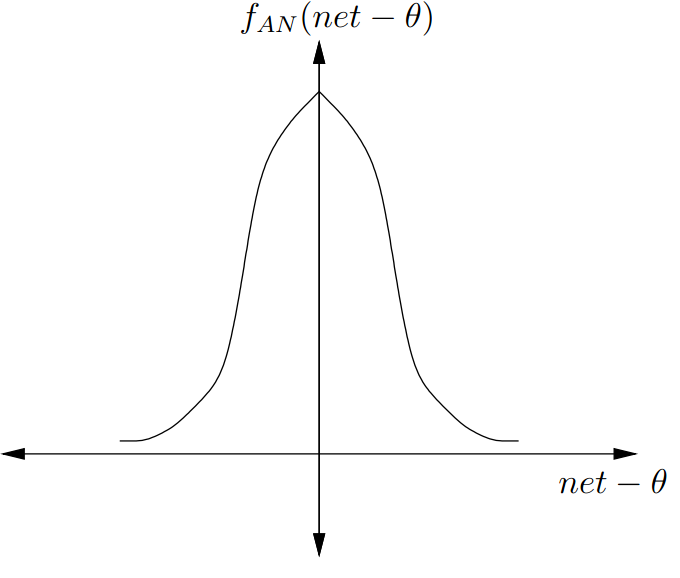 f_{AN}(net − θ)
net − θ